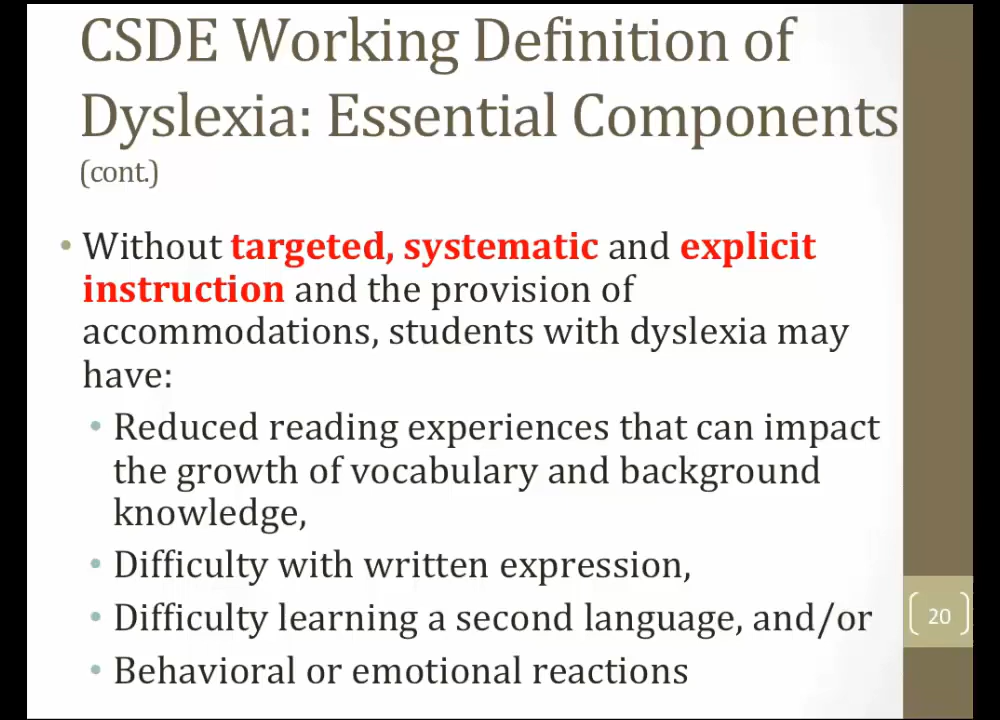 CSDE Working Definition of
Dyslexia: Essential Components
(cont.)
• Without targeted, systematic and explicit
instruction and the provision of
accommodations, students with dyslexia may
have:
• Reduced reading experiences that can impact
the growth of vocabulary and background
knowledge,
• Difficulty with written expression,
• Difficulty learning a second language, and/or
• Behavioral or emotional reactions
20